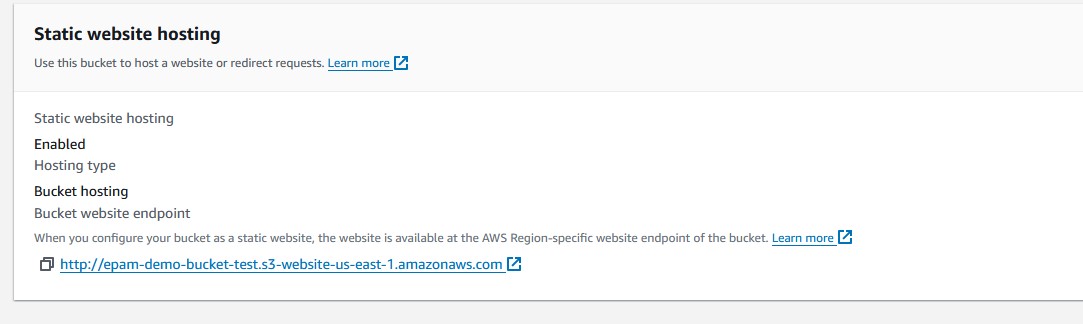 Static website hosting
Use this bucket to host a website or redirect requests. Learn more
Static website hosting
Enabled
Hosting type
Bucket hosting
Bucket website endpoint
When you configure your bucket as a static website, the website is available at the AWS Region-specific website endpoint of the bucket. Learn more
http://epam-demo-bucket-test.s3-website-us-east-1.amazonaws.com